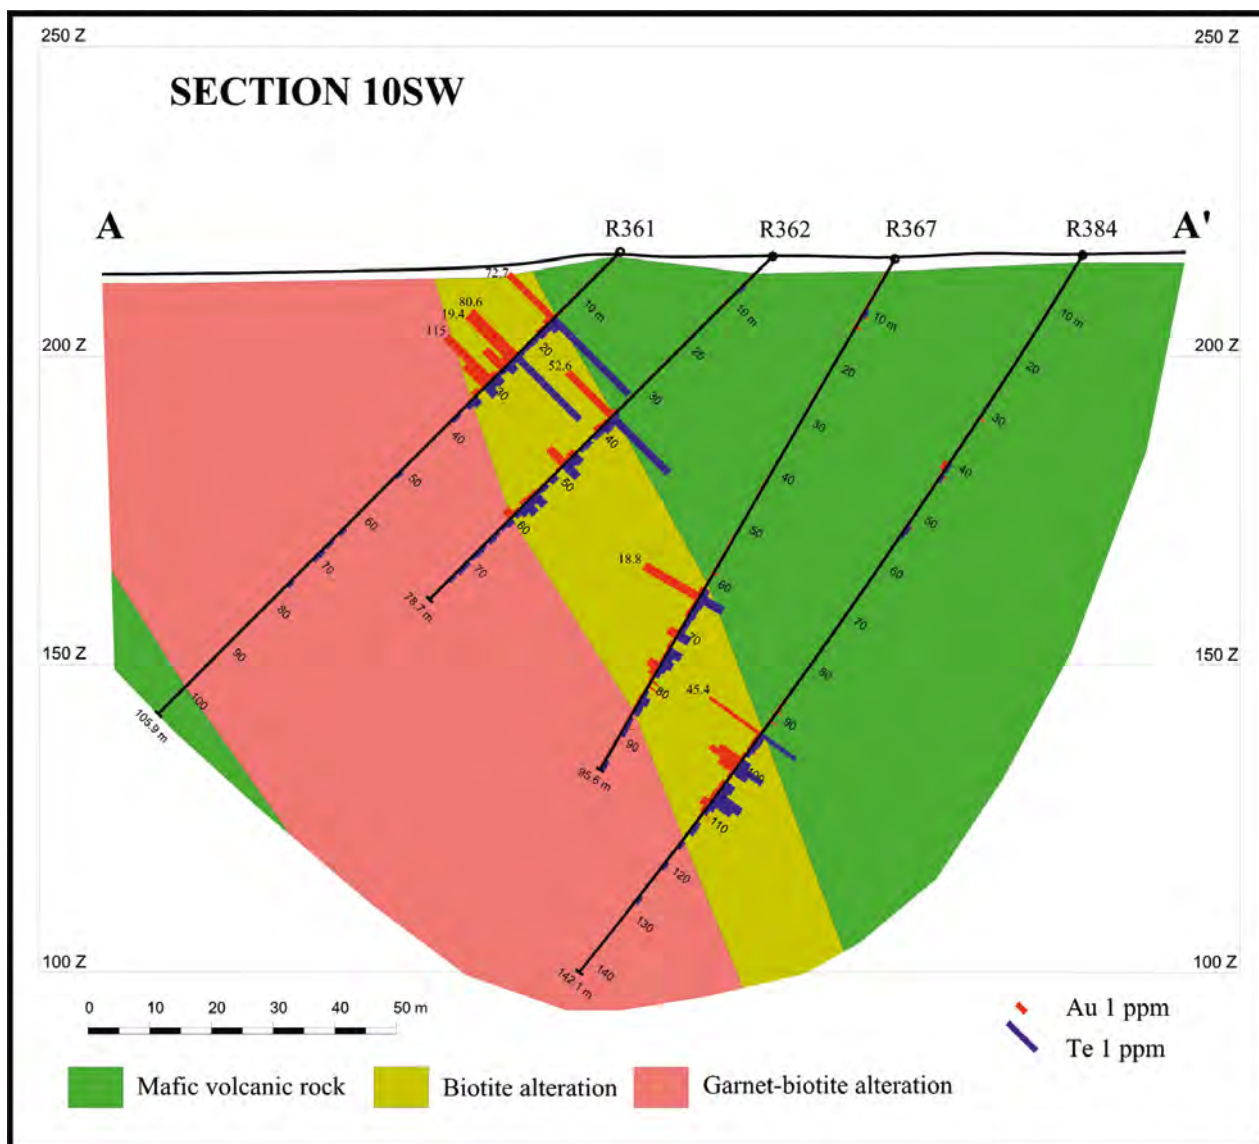 250 Z
250 Z
SECTION 10SW
A
R361
R362
R367
R384
A'
72.7
80.6
19.4
115
10 m
20
30
40
50
60
70
80
90
100
105.9 m
52.6
10 m
20
30
40
50
60
70
78.7 m
18.8
10 m
20
30
40
50
60
70
80
90
95.6 m
45.4
10 m
20
30
40
50
60
70
80
90
100
110
120
130
140
142.1 m
200 Z
200 Z
150 Z
150 Z
100 Z
100 Z
0 10 20 30 40 50 m
Au 1 ppm
Te 1 ppm
Mafic volcanic rock
Biotite alteration
Garnet-biotite alteration